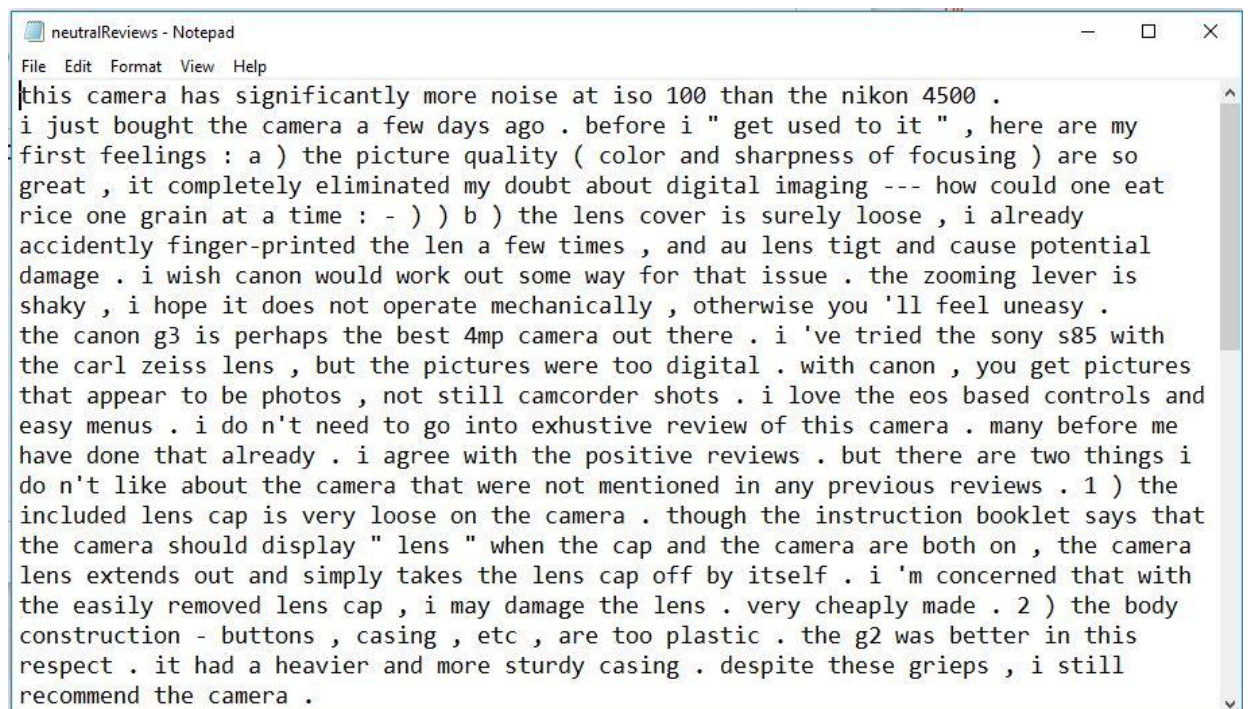 neutralReviews - Notepad
File Edit Format View Help
this camera has significantly more noise at iso 100 than the nikon 4500 .
i just bought the camera a few days ago . before i " get used to it " , here are my
first feelings : a ) the picture quality ( color and sharpness of focusing ) are so
great , it completely eliminated my doubt about digital imaging --- how could one eat
rice one grain at a time : - ) ) b ) the lens cover is surely loose , i already
accidently finger-printed the len a few times , and au lens tigt and cause potential
damage . i wish canon would work out some way for that issue . the zooming lever is
shaky , i hope it does not operate mechanically , otherwise you 'll feel uneasy .
the canon g3 is perhaps the best 4mp camera out there . i 've tried the sony s85 with
the carl zeiss lens , but the pictures were too digital . with canon , you get pictures
that appear to be photos , not still camcorder shots . i love the eos based controls and
easy menus . i do n't need to go into exhustive review of this camera . many before me
have done that already . i agree with the positive reviews . but there are two things i
do n't like about the camera that were not mentioned in any previous reviews . 1 ) the
included lens cap is very loose on the camera . though the instruction booklet says that
the camera should display " lens " when the cap and the camera are both on , the camera
lens extends out and simply takes the lens cap off by itself . i 'm concerned that with
the easily removed lens cap , i may damage the lens . very cheaply made . 2 ) the body
construction - buttons , casing , etc , are too plastic . the g2 was better in this
respect . it had a heavier and more sturdy casing . despite these grieps , i still
recommend the camera .